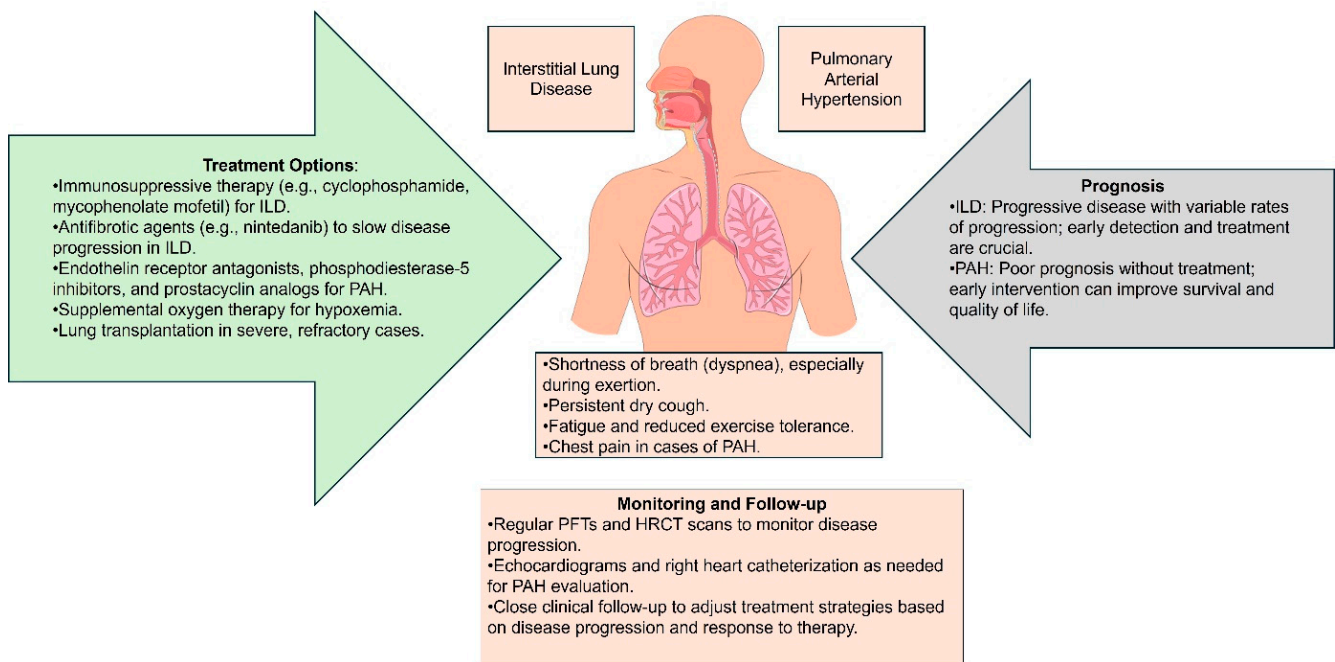 Interstitial Lung
Disease
Pulmonary
Arterial
Hypertension
Treatment Options:
•Immunosuppressive therapy (e.g., cyclophosphamide,
mycophenolate mofetil) for ILD.
•Antifibrotic agents (e.g., nintedanib) to slow disease
progression in ILD.
•Endothelin receptor antagonists, phosphodiesterase-5
inhibitors, and prostacyclin analogs for PAH.
•Supplemental oxygen therapy for hypoxemia.
•Lung transplantation in severe, refractory cases.
Prognosis
•ILD: Progressive disease with variable rates
of progression; early detection and treatment
are crucial.
•PAH: Poor prognosis without treatment;
early intervention can improve survival and
quality of life.
•Shortness of breath (dyspnea), especially
during exertion.
•Persistent dry cough.
•Fatigue and reduced exercise tolerance.
•Chest pain in cases of PAH.
Monitoring and Follow-up
•Regular PFTs and HRCT scans to monitor disease
progression.
•Echocardiograms and right heart catheterization as needed
for PAH evaluation.
•Close clinical follow-up to adjust treatment strategies based
on disease progression and response to therapy.